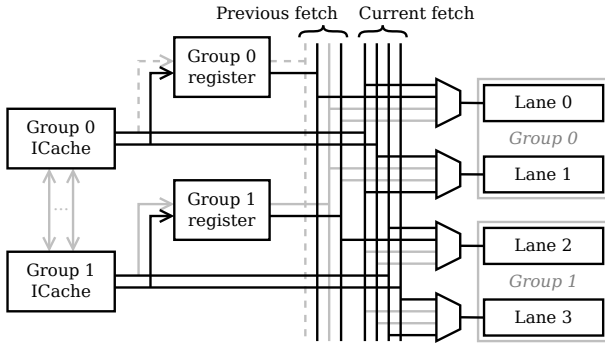 Previous fetch Current fetch
Group 0
register
Lane 0
Group 0
ICache
Group 0
Lane 1
...
Group 1
register
Lane 2
Group 1
ICache
Group 1
Lane 3